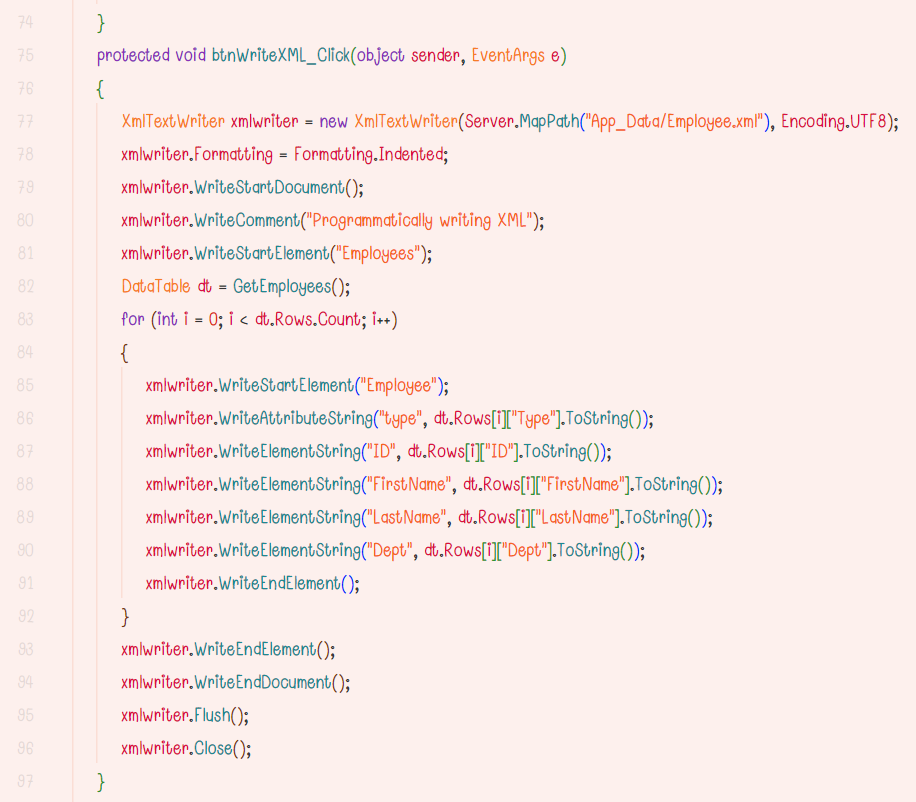 74 }
75 protected void btnWriteXML_Click(object sender, EventArgs e)
76 {
77 XmlTextWriter xmlwriter = new XmlTextWriter(Server.MapPath("App_Data/Employee.xml"), Encoding.UTF8);
78 xmlwriter.Formatting = Formatting.Indented;
79 xmlwriter.WriteStartDocument();
80 xmlwriter.WriteComment("Programmatically writing XML");
81 xmlwriter.WriteStartElement("Employees");
82 DataTable dt = GetEmployees();
83 for (int i = 0; i < dt.Rows.Count; i++)
84 {
85 xmlwriter.WriteStartElement("Employee");
86 xmlwriter.WriteAttributeString("type", dt.Rows[i]["Type"].ToString());
87 xmlwriter.WriteElementString("ID", dt.Rows[i]["ID"].ToString());
88 xmlwriter.WriteElementString("FirstName", dt.Rows[i]["FirstName"].ToString());
89 xmlwriter.WriteElementString("LastName", dt.Rows[i]["LastName"].ToString());
90 xmlwriter.WriteElementString("Dept", dt.Rows[i]["Dept"].ToString());
91 xmlwriter.WriteEndElement();
92 }
93 xmlwriter.WriteEndElement();
94 xmlwriter.WriteEndDocument();
95 xmlwriter.Flush();
96 xmlwriter.Close();
97 }